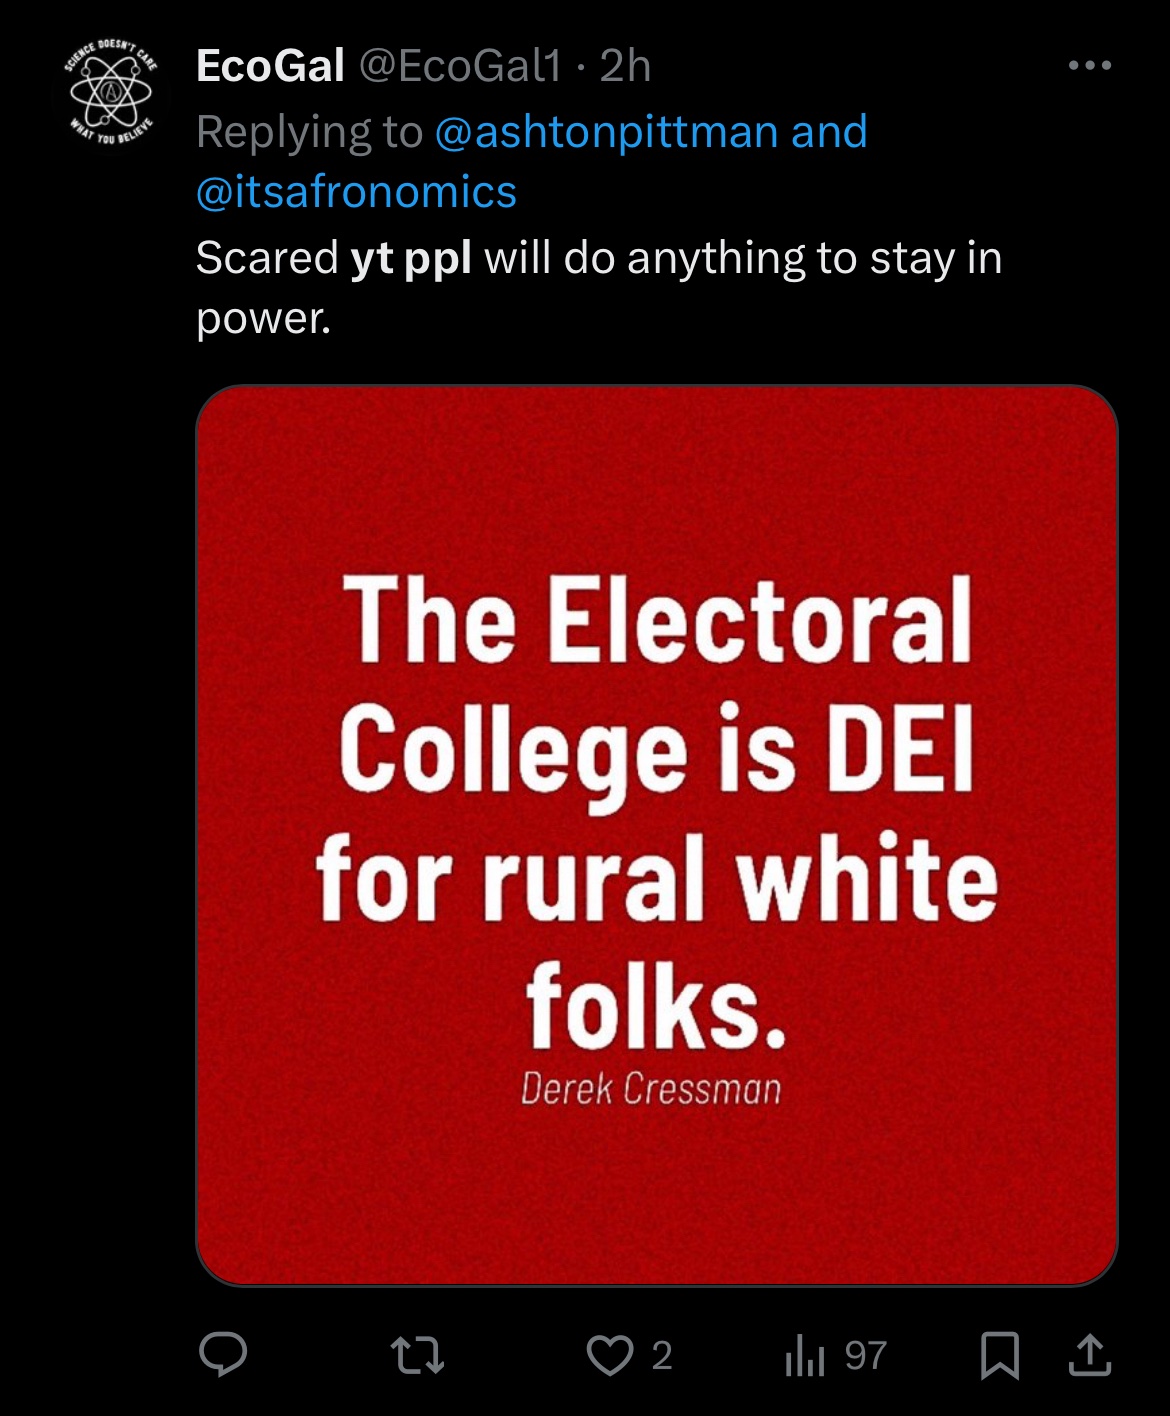 SCIENCE DOESN'T CARE
WHAT YOU BELIEVE
EcoGal @EcoGal1 · 2h
Replying to @ashtonpittman and
@itsafronomics
Scared yt ppl will do anything to stay in
power.
The Electoral
College is DEI
for rural white
folks.
Derek Cressman
2
97